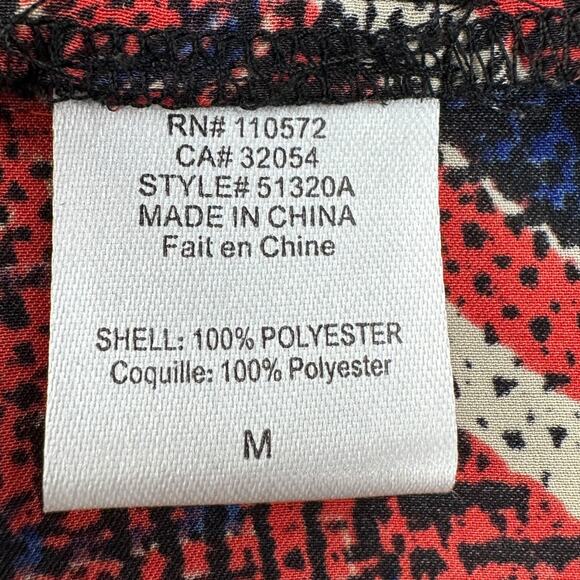 RN# 110572
CA# 32054
STYLE# 51320A
MADE IN CHINA
Fait en Chine
SHELL: 100% POLYESTER
Coquille: 100% Polyester
M